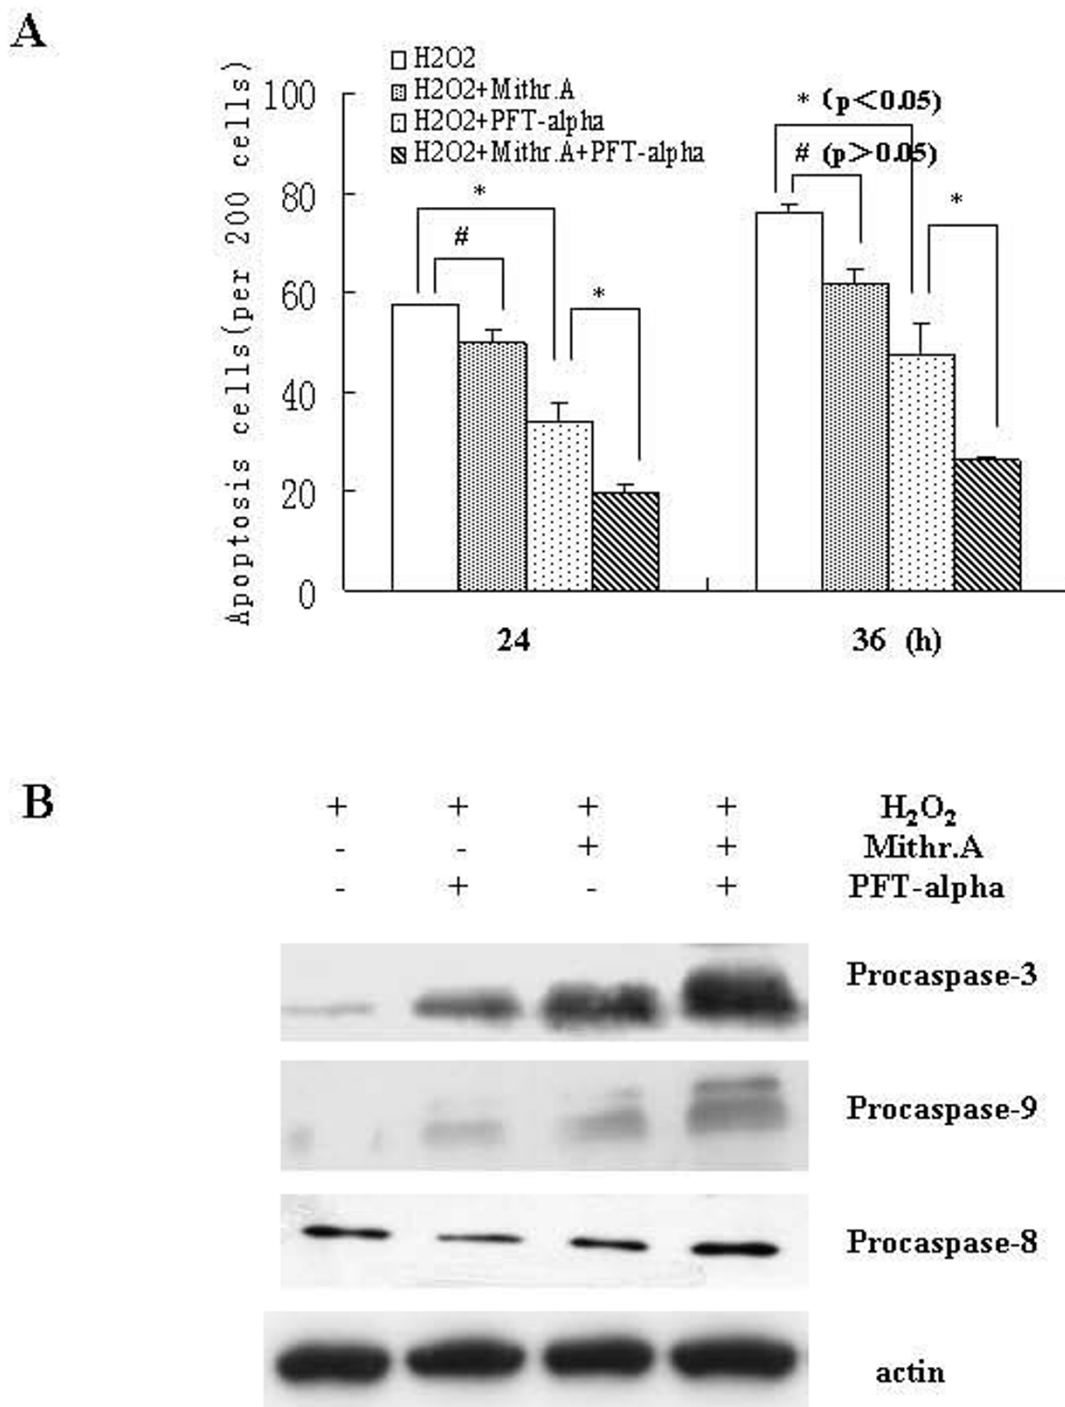 A
Apoptosis cells(per 200 cells)
100
80
60
40
20
0
H2O2
H2O2+Mithr.A
H2O2+PFT-alpha
H2O2+Mithr.A+PFT-alpha
* (p<0.05)
# (p>0.05)
*
#
*
*
24
36 (h)
B
+ + + + H₂O₂
- - + + Mithr.A
- + - + PFT-alpha
Procaspase-3
Procaspase-9
Procaspase-8
actin